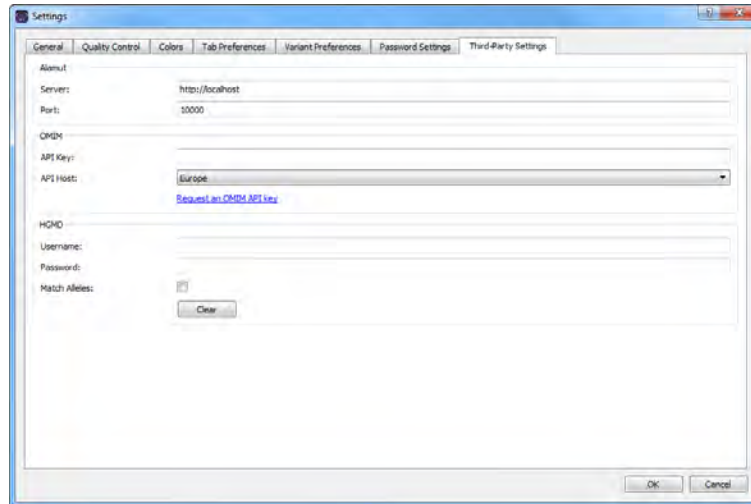 Settings
General Quality Control Colors Tab Preferences Variant Preferences Password Settings Third-Party Settings
Alamut
Server: http://localhost
Port: 10000
OMIM
API Key:
API Host: Europe
Request an OMIM API key
HGMD
Username:
Password:
Match Alleles:
Clear
OK Cancel